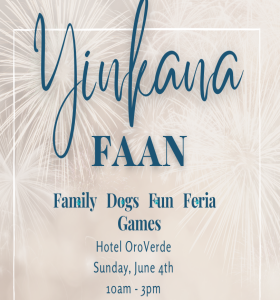 Yinkana
FAAN
Family Dogs Fun Feria
Games
Hotel OroVerde
Sunday, June 4th
10am - 3pm